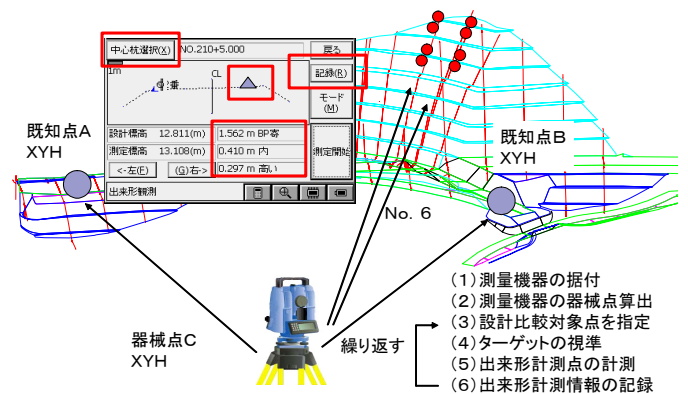 中心杭選択(X)
NO.210+5.000
戻る
1m
CL
記録(R)
モード
(M)
設計標高 12.811(m)
1.562 m BP寄
測定標高 13.108(m)
0.410 m 内
<-左(F)
(G)右->
0.297 m 高い
測定開始
出来形観測
既知点A
XYH
既知点B
XYH
No. 6
器械点C
XYH
繰り返す
(1)測量機器の据付
(2)測量機器の器械点算出
(3)設計比較対象点を指定
(4)ターゲットの視準
(5)出来形計測点の計測
(6)出来形計測情報の記録